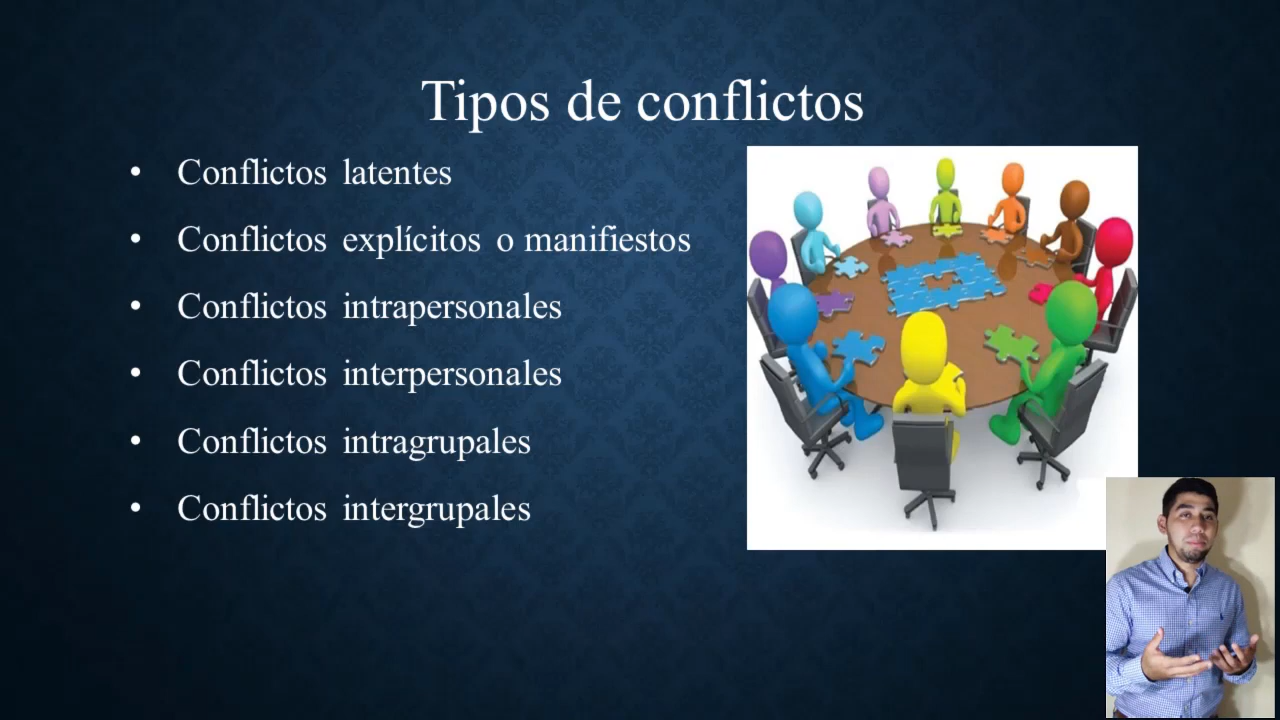 Tipos de conflictos
• Conflictos latentes
• Conflictos explícitos o manifiestos
• Conflictos intrapersonales
• Conflictos interpersonales
• Conflictos intragrupales
• Conflictos intergrupales